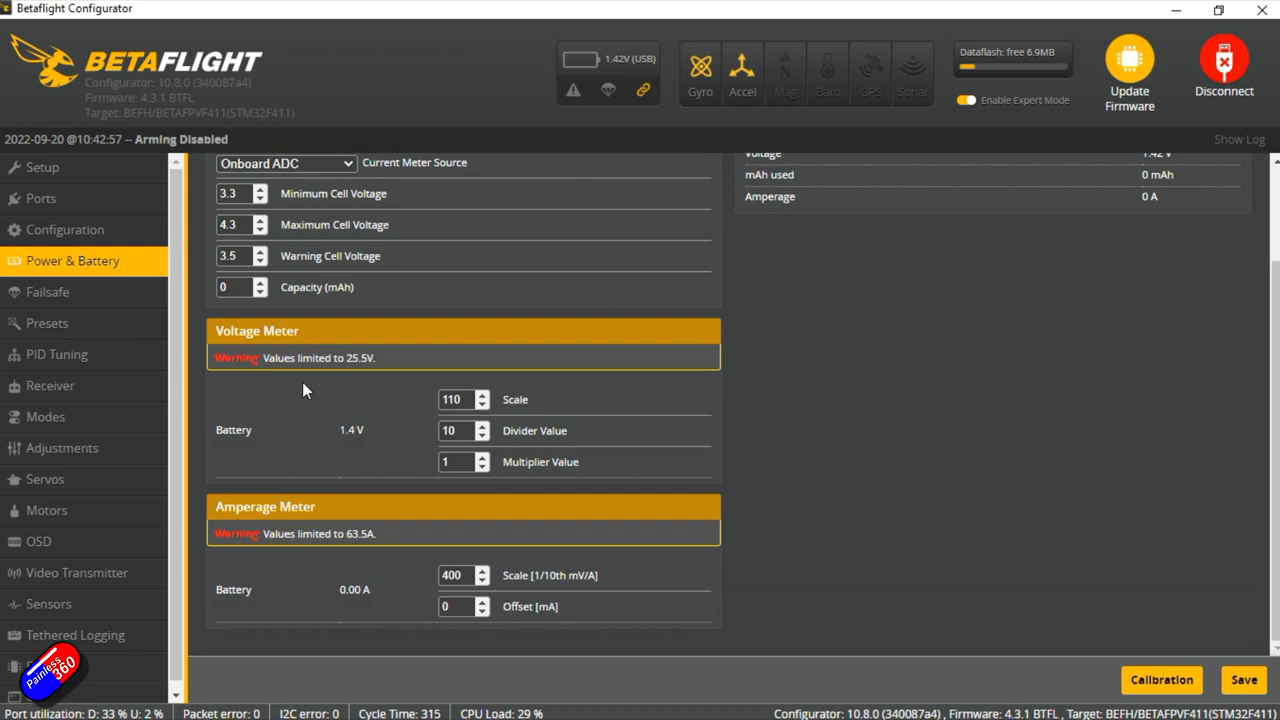 Betaflight Configurator
BETAFLIGHT
Configurator: 10.8.0 (340087a4)
Firmware: 4.3.1 BTFL
Target: BEFH/BETAFPVF411(STM32F411)
1.42V (USB)
Gyro
Accel
Mag
Baro
GPS
Sonar
Dataflash: free 6.9MB
Enable Expert Mode
Update
Firmware
Disconnect
2022-09-20 @10:42:57 -- Arming Disabled
Show Log
Setup
Ports
Configuration
Power & Battery
Failsafe
Presets
PID Tuning
Receiver
Modes
Adjustments
Servos
Motors
OSD
Video Transmitter
Sensors
Tethered Logging
Painless
360
Onboard ADC Current Meter Source
3.3 Minimum Cell Voltage
4.3 Maximum Cell Voltage
3.5 Warning Cell Voltage
0 Capacity (mAh)
Voltage 1.42 V
mAh used 0 mAh
Amperage 0 A
Voltage Meter
Warning: Values limited to 25.5V.
110 Scale
Battery 1.4 V 10 Divider Value
1 Multiplier Value
Amperage Meter
Warning: Values limited to 63.5A.
400 Scale [1/10th mV/A]
Battery 0.00 A
0 Offset [mA]
Calibration
Save
Port utilization: D: 33 % U: 2 % Packet error: 0 I2C error: 0 Cycle Time: 315 CPU Load: 29 % Configurator: 10.8.0 (340087a4) , Firmware: 4.3.1 BTFL , Target: BEFH/BETAFPVF411(STM32F411)